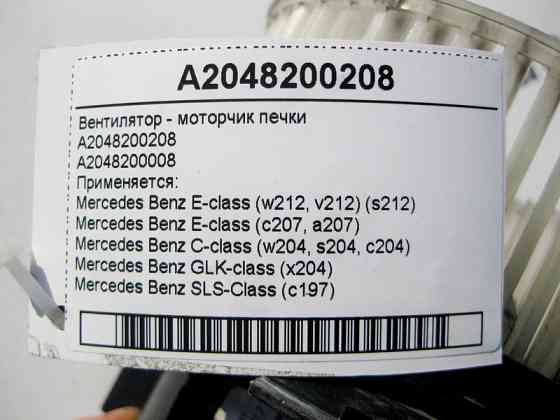 A2048200208
Вентилятор - моторчик печки
A2048200208
A2048200008
Применяется:
Mercedes Benz E-class (w212, v212) (s212)
Mercedes Benz E-class (c207, a207)
Mercedes Benz C-class (w204, s204, c204)
Mercedes Benz GLK-class (x204)
Mercedes Benz SLS-Class (c197)